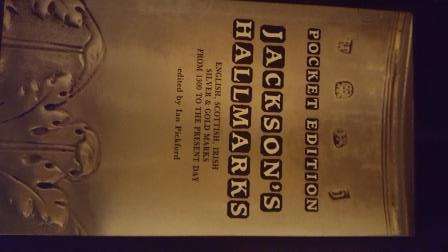 POCKET EDITION
JACKSON'S
HALLMARKS
ENGLISH, SCOTTISH, IRISH
SILVER & GOLD MARKS
FROM 1300 TO THE PRESENT DAY
edited by Ian Pickford